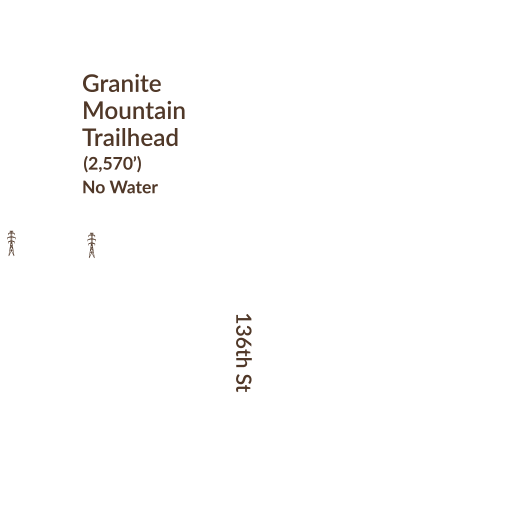 Granite
Mountain
Trailhead
(2,570’)
No Water
136th St